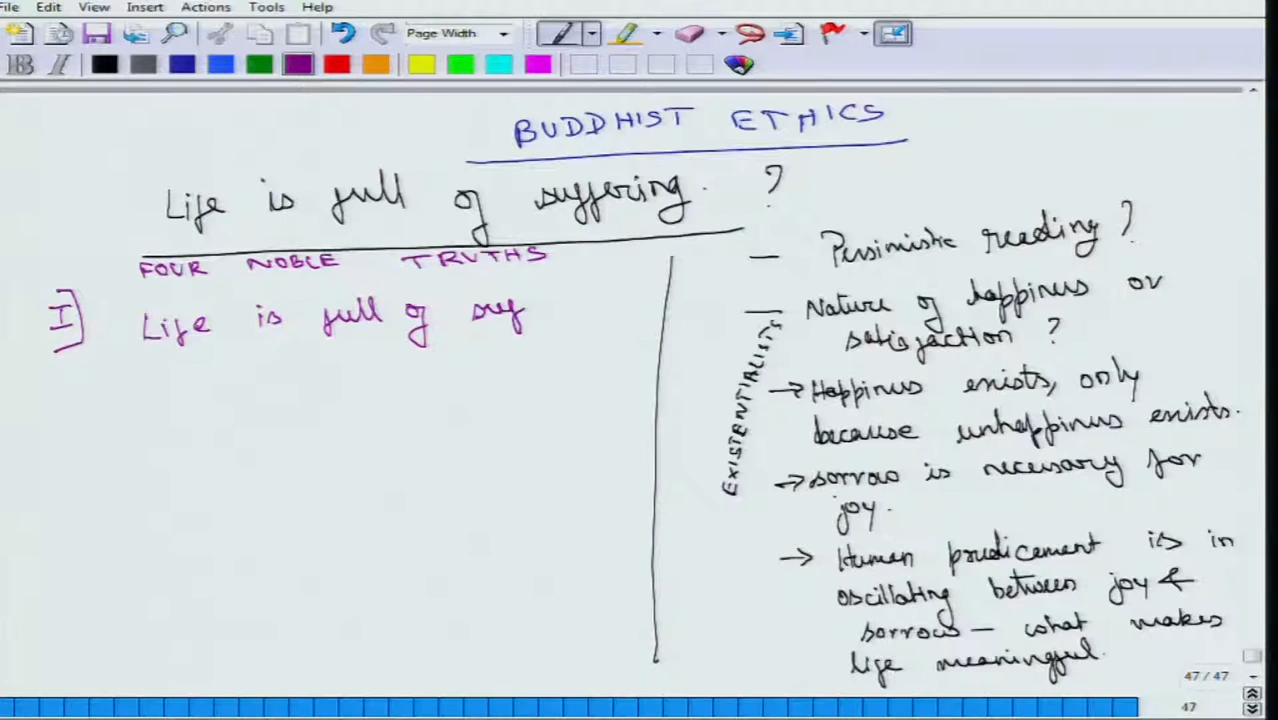 File Edit View Insert Actions Tools Help
Page Width
B I
BUDDHIST ETHICS
Life is full of suffering. ?
FOUR NOBLE TRUTHS
I] Life is full of suf
— Pessimistic reading ?
— Nature of happiness or
satisfaction ?
EXISTENTIALISTS
→ Happiness exists, only
because unhappiness exists.
→ sorrow is necessary for
joy.
→ Human predicament is in
oscillating between joy &
sorrow — what makes
life meaningful.
47 / 47
47